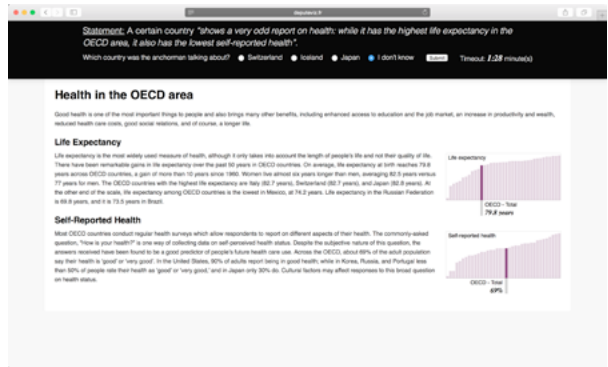 Statement: A certain country "shows a very odd report on health: while it has the highest life expectancy in the
OECD area, it also has the lowest self-reported health".
Which country was the anchorman talking about? Switzerland Iceland Japan I don't know Submit Timeout: 1:28 minute(s)
Health in the OECD area
Good health is one of the most important things to people and also brings many other benefits, including enhanced access to education and the job market, an increase in productivity and wealth,
reduced health care costs, good social relations, and of course, a longer life.
Life Expectancy
Life expectancy is the most widely used measure of health, although it only takes into account the length of people's life and not their quality of life.
There have been remarkable gains in life expectancy over the past 50 years in OECD countries. On average, life expectancy at birth reaches 79.8
years across OECD countries, a gain of more than 10 years since 1960. Women live almost six years longer than men, averaging 82.5 years versus
77 years for men. The OECD countries with the highest life expectancy are Italy (82.7 years), Switzerland (82.7 years), and Japan (82.8 years). At
the other end of the scale, life expectancy among OECD countries is the lowest in Mexico, at 74.2 years. Life expectancy in the Russian Federation
is 69.8 years, and it is 73.5 years in Brazil.
Life expectancy
OECD - Total
79.8 years
Self-Reported Health
Most OECD countries conduct regular health surveys which allow respondents to report on different aspects of their health. The commonly-asked
question, "How is your health?" is one way of collecting data on self-perceived health status. Despite the subjective nature of this question, the
answers received have been found to be a good predictor of people's future health care use. Across the OECD, about 69% of the adult population
say their health is 'good' or 'very good'. In the United States, 90% of adults report being in good health; while in Korea, Russia, and Portugal less
than 50% of people rate their health as 'good' or 'very good,' and in Japan only 30% do. Cultural factors may affect responses to this broad question
on health status.
Self-reported health
OECD - Total
69%